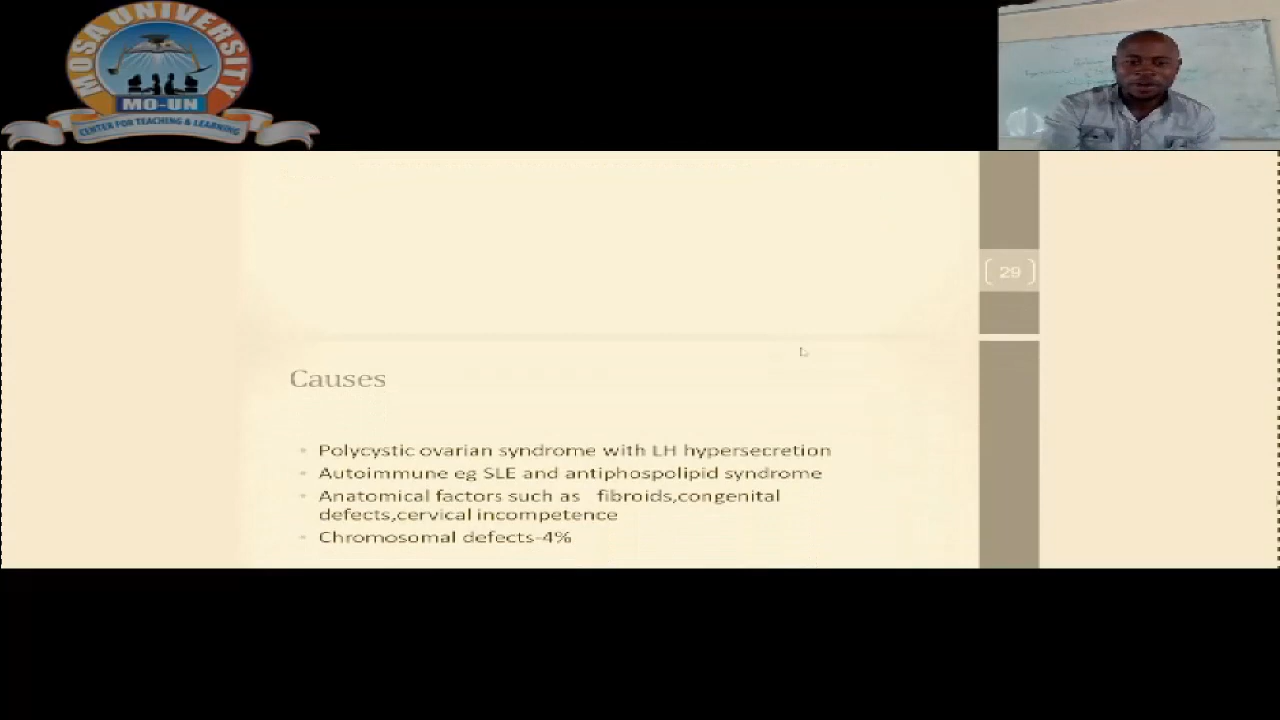 MOSA UNIVERSITY
MO-UN
CENTER FOR TEACHING & LEARNING
29
Causes
Polycystic ovarian syndrome with LH hypersecretion
Autoimmune eg SLE and antiphospolipid syndrome
Anatomical factors such as fibroids,congenital
defects,cervical incompetence
Chromosomal defects-4%